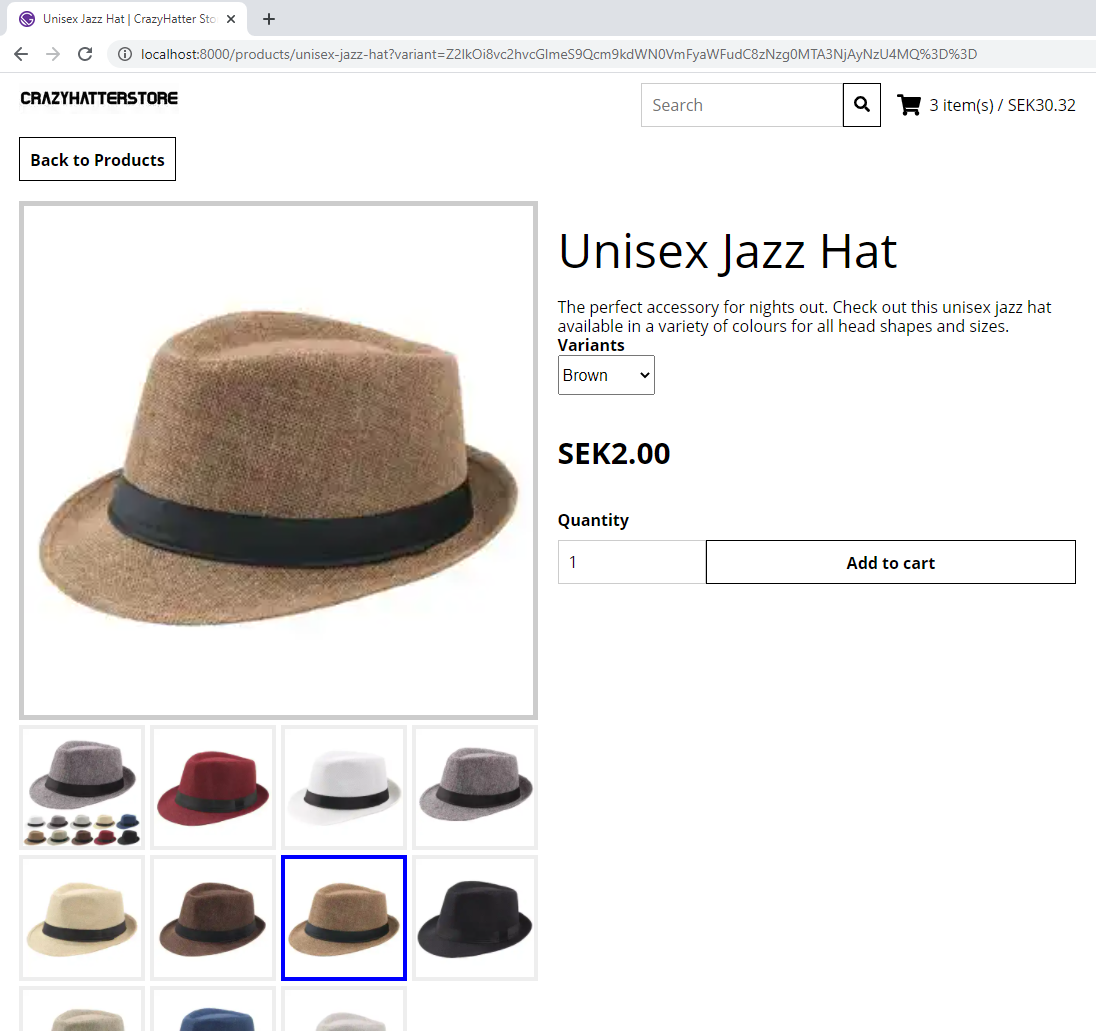 Unisex Jazz Hat | CrazyHatter Sto
localhost:8000/products/unisex-jazz-hat?variant=Z2lkOi8vc2hvcGlmeS9Qcm9kdWN0VmFyaWFudC8zNzg0MTA3NjAyNzU4MQ%3D%3D
CRAZYHATTERSTORE
Search
3 item(s) / SEK30.32
Back to Products
Unisex Jazz Hat
The perfect accessory for nights out. Check out this unisex jazz hat
available in a variety of colours for all head shapes and sizes.
Variants
Brown
SEK2.00
Quantity
1
Add to cart